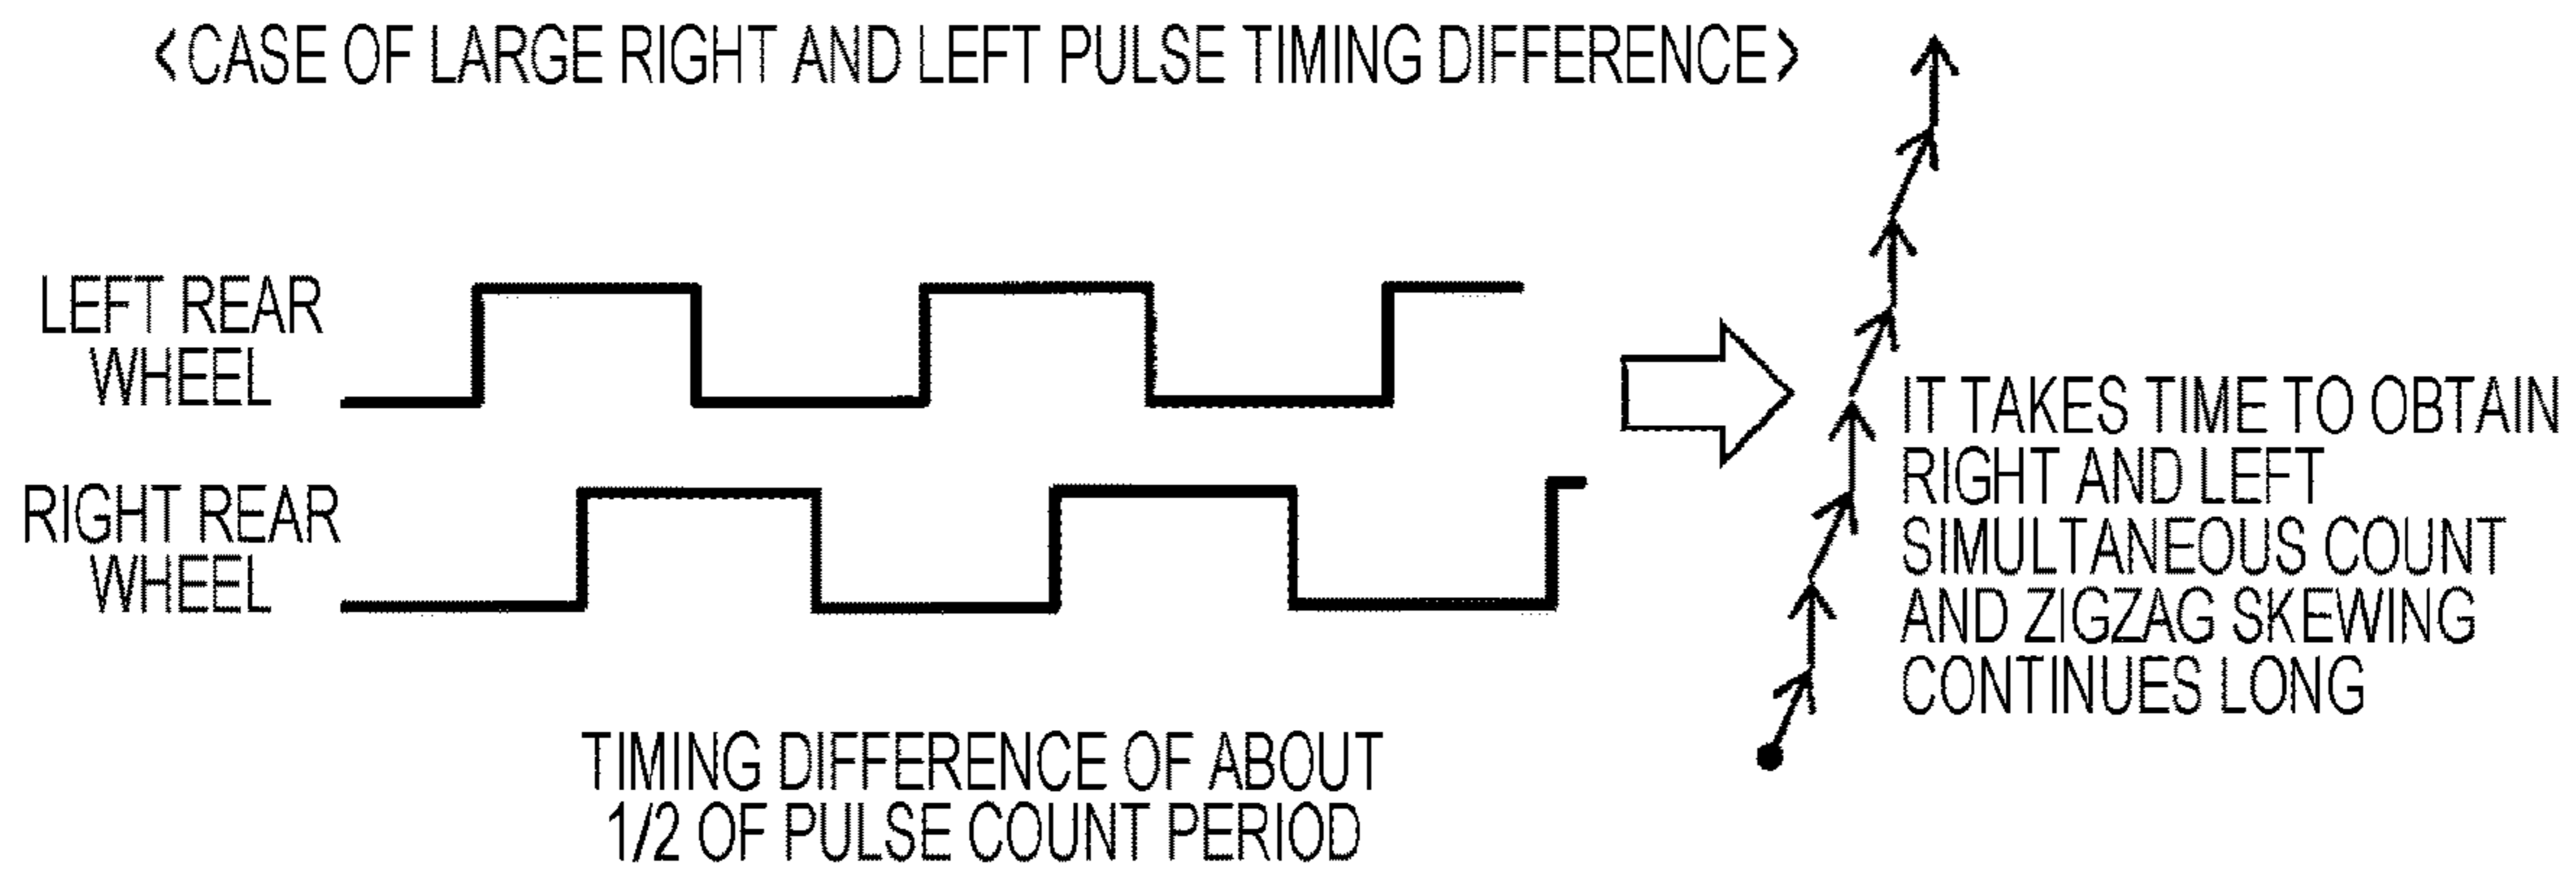 <CASE OF LARGE RIGHT AND LEFT PULSE TIMING DIFFERENCE>
LEFT REAR
WHEEL
RIGHT REAR
WHEEL
IT TAKES TIME TO OBTAIN
RIGHT AND LEFT
SIMULTANEOUS COUNT
AND ZIGZAG SKEWING
CONTINUES LONG
TIMING DIFFERENCE OF ABOUT
1/2 OF PULSE COUNT PERIOD